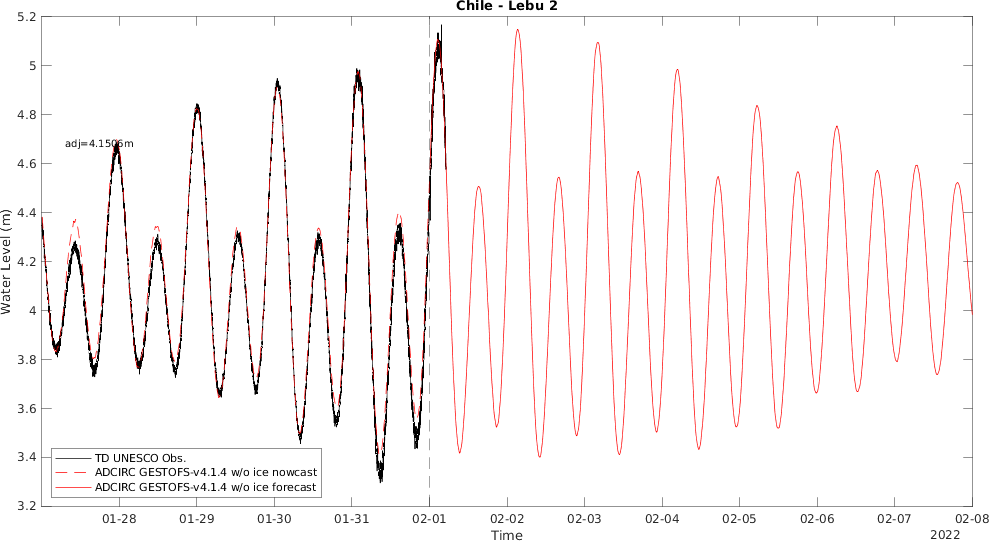 Chile - Lebu 2
5.2
5
4.8
4.6
4.4
4.2
4
3.8
3.6
3.4
3.2
Water Level (m)
adj=4.1506m
TD UNESCO Obs.
ADCIRC GESTOFS-v4.1.4 w/o ice nowcast
ADCIRC GESTOFS-v4.1.4 w/o ice forecast
01-28 01-29 01-30 01-31 02-01 02-02 02-03 02-04 02-05 02-06 02-07 02-08
Time
2022